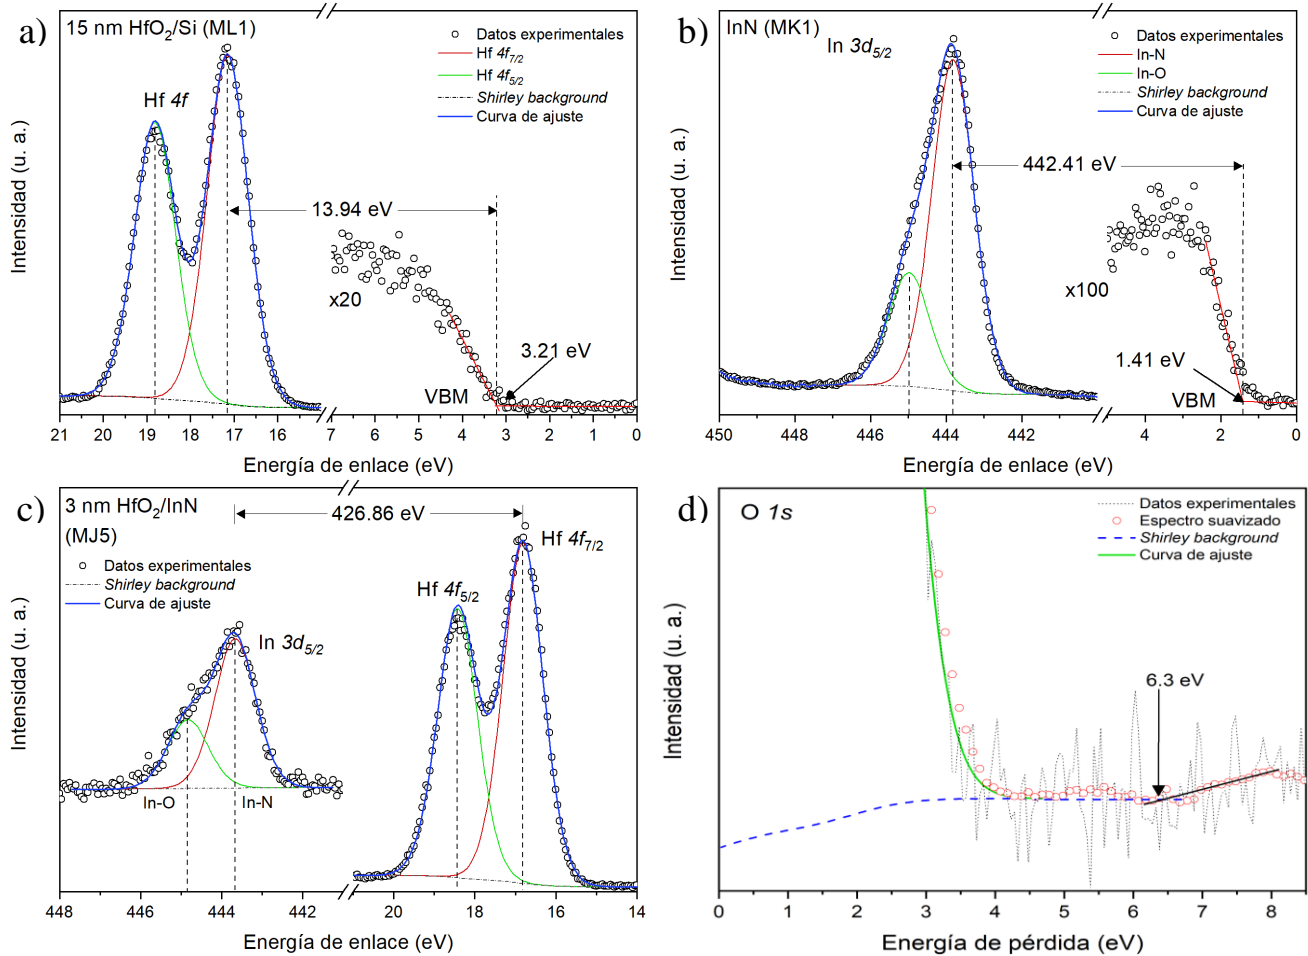 a)
15 nm HfO₂/Si (ML1)
Datos experimentales
Hf 4f₇/₂
Hf 4f₅/₂
Shirley background
Curva de ajuste
Hf 4f
13.94 eV
x20
3.21 eV
VBM
Intensidad (u. a.)
21 20 19 18 17 16 7 6 5 4 3 2 1 0
Energía de enlace (eV)
b)
InN (MK1)
In 3d₅/₂
Datos experimentales
In-N
In-O
Shirley background
Curva de ajuste
442.41 eV
x100
1.41 eV
VBM
Intensidad (u. a.)
450 448 446 444 442 4 2 0
Energía de enlace (eV)
c)
3 nm HfO₂/InN
(MJ5)
Datos experimentales
Shirley background
Curva de ajuste
426.86 eV
Hf 4f₇/₂
Hf 4f₅/₂
In 3d₅/₂
In-O
In-N
Intensidad (u. a.)
448 446 444 442 20 18 16 14
Energía de enlace (eV)
d)
O 1s
Datos experimentales
Espectro suavizado
Shirley background
Curva de ajuste
6.3 eV
Intensidad (u. a.)
0 1 2 3 4 5 6 7 8
Energía de pérdida (eV)